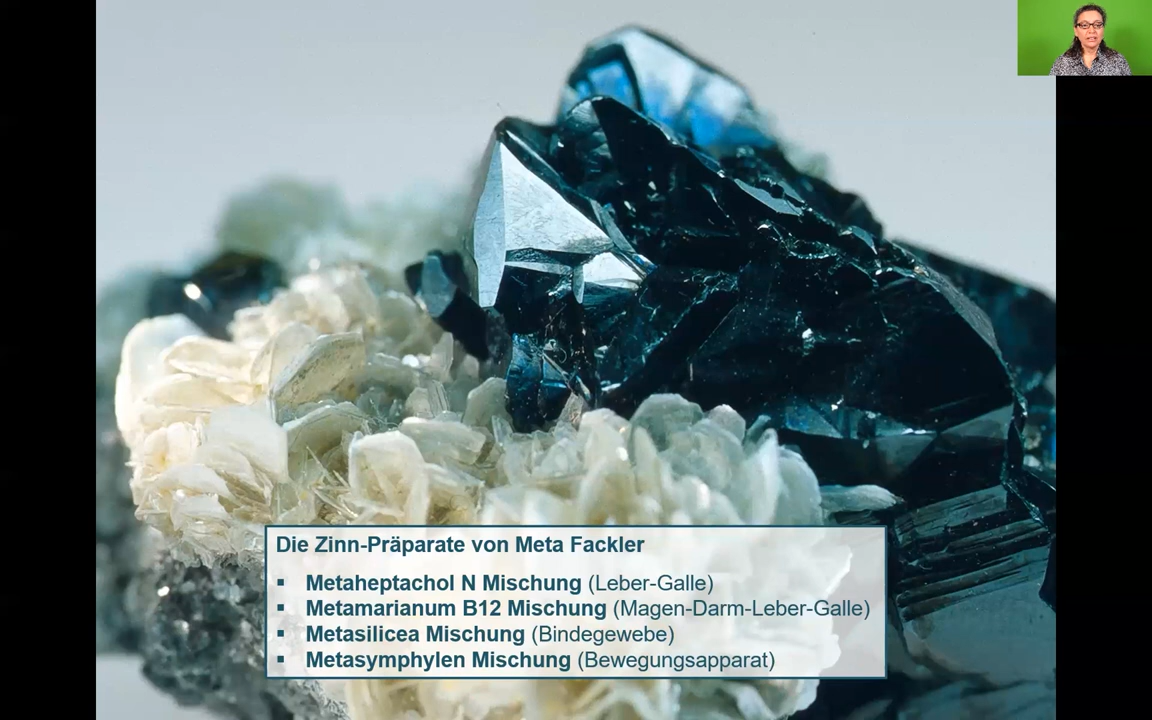 Die Zinn-Präparate von Meta Fackler
▪ Metaheptachol N Mischung (Leber-Galle)
▪ Metamarianum B12 Mischung (Magen-Darm-Leber-Galle)
▪ Metasilicea Mischung (Bindegewebe)
▪ Metasymphylen Mischung (Bewegungsapparat)